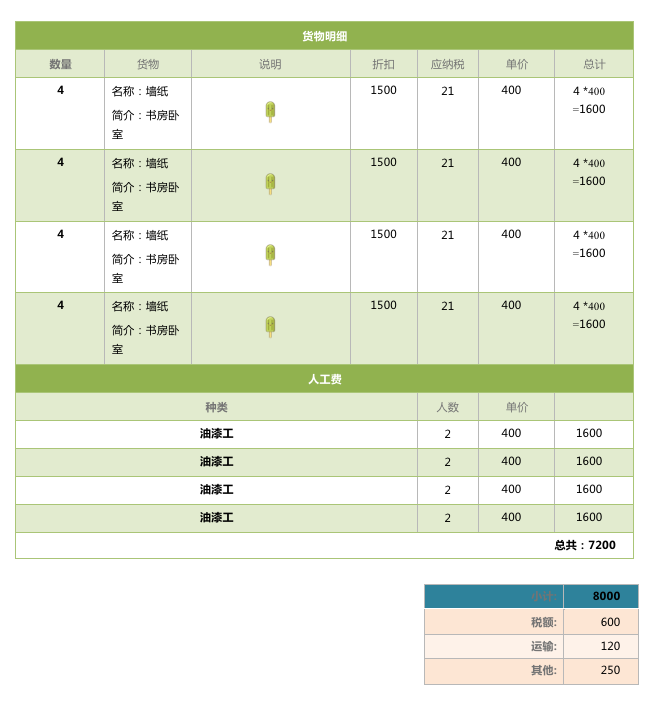 货物明细
数量 货物 说明 折扣 应纳税 单价 总计
4 名称：墙纸 1500 21 400 4 *400
简介：书房卧 =1600
室
4 名称：墙纸 1500 21 400 4 *400
简介：书房卧 =1600
室
4 名称：墙纸 1500 21 400 4 *400
简介：书房卧 =1600
室
4 名称：墙纸 1500 21 400 4 *400
简介：书房卧 =1600
室
人工费
种类 人数 单价
油漆工 2 400 1600
油漆工 2 400 1600
油漆工 2 400 1600
油漆工 2 400 1600
总共：7200
小计: 8000
税额: 600
运输: 120
其他: 250